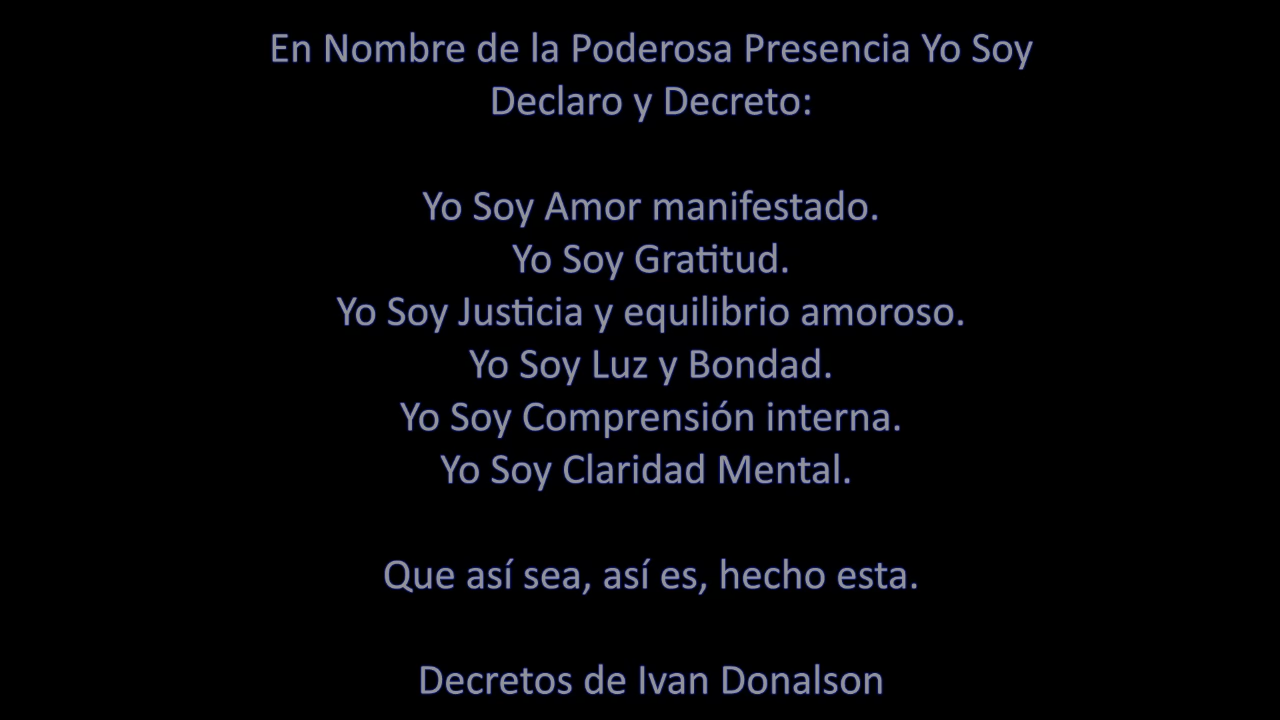 En Nombre de la Poderosa Presencia Yo Soy
Declaro y Decreto:
Yo Soy Amor manifestado.
Yo Soy Gratitud.
Yo Soy Justicia y equilibrio amoroso.
Yo Soy Luz y Bondad.
Yo Soy Comprensión interna.
Yo Soy Claridad Mental.
Que así sea, así es, hecho esta.
Decretos de Ivan Donalson